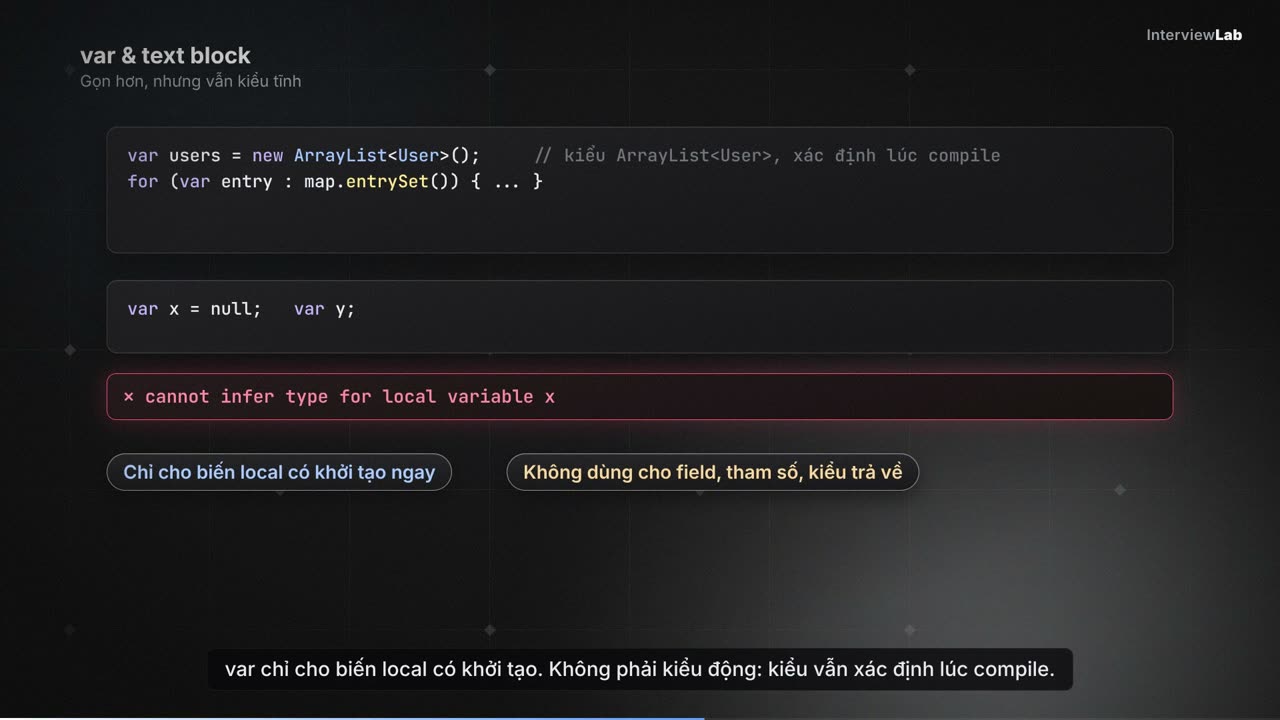 var & text block
InterviewLab
Gọn hơn, nhưng vẫn kiểu tĩnh
var users = new ArrayList<User>();     // kiểu ArrayList<User>, xác định lúc compile
for (var entry : map.entrySet()) { ... }
var x = null;   var y;
× cannot infer type for local variable x
Chỉ cho biến local có khởi tạo ngay
Không dùng cho field, tham số, kiểu trả về
var chỉ cho biến local có khởi tạo. Không phải kiểu động: kiểu vẫn xác định lúc compile.